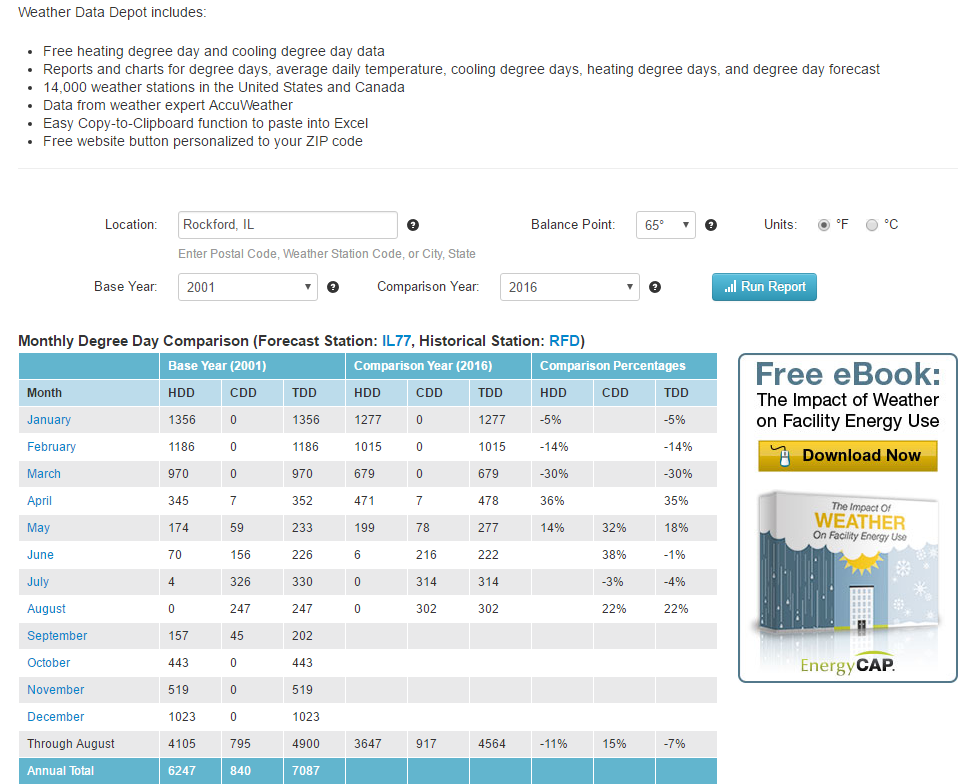 Weather Data Depot includes:
Free heating degree day and cooling degree day data
Reports and charts for degree days, average daily temperature, cooling degree days, heating degree days, and degree day forecast
14,000 weather stations in the United States and Canada
Data from weather expert AccuWeather
Easy Copy-to-Clipboard function to paste into Excel
Free website button personalized to your ZIP code
Location: Rockford, IL ? Balance Point: 65° ? Units: °F °C
Enter Postal Code, Weather Station Code, or City, State
Base Year: 2001 ? Comparison Year: 2016 ? Run Report
Monthly Degree Day Comparison (Forecast Station: IL77, Historical Station: RFD)
Base Year (2001) Comparison Year (2016) Comparison Percentages
Month HDD CDD TDD HDD CDD TDD HDD CDD TDD
January 1356 0 1356 1277 0 1277 -5% -5%
February 1186 0 1186 1015 0 1015 -14% -14%
March 970 0 970 679 0 679 -30% -30%
April 345 7 352 471 7 478 36% 35%
May 174 59 233 199 78 277 14% 32% 18%
June 70 156 226 6 216 222 38% -1%
July 4 326 330 0 314 314 -3% -4%
August 0 247 247 0 302 302 22% 22%
September 157 45 202
October 443 0 443
November 519 0 519
December 1023 0 1023
Through August 4105 795 4900 3647 917 4564 -11% 15% -7%
Annual Total 6247 840 7087
Free eBook:
The Impact of Weather
on Facility Energy Use
Download Now
The Impact Of
WEATHER
On Facility Energy Use
EnergyCAP.